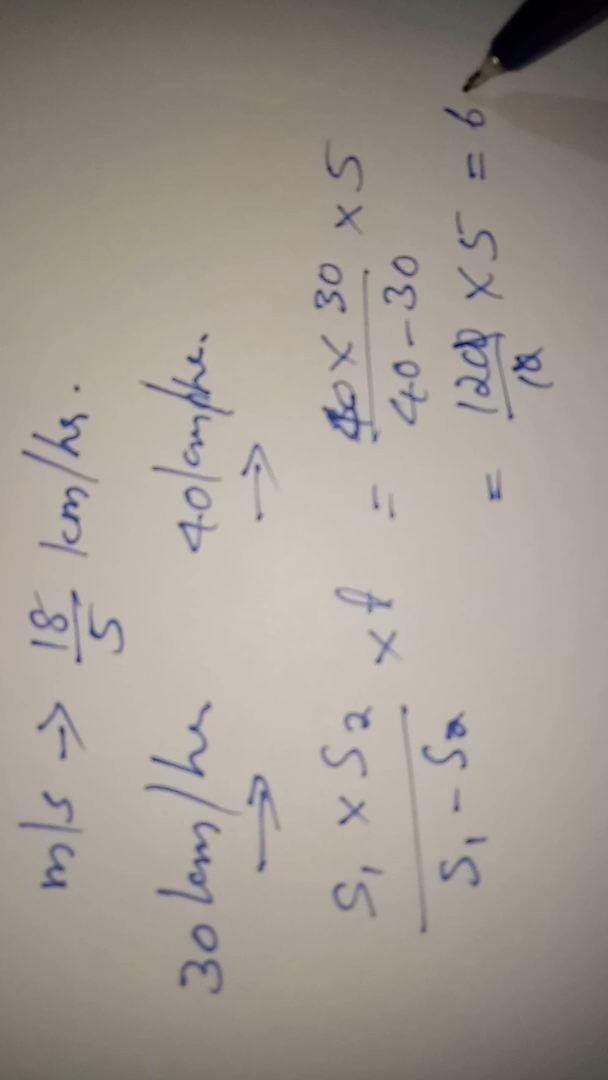 m/s → 18/5 km/hr.
30 km/hr 40 km/hr.
→ →
S₁ × S₂ / S₁ - S₂ × t = 40 × 30 / 40 - 30 × 5
= 1200 / 10 × 5 = 6